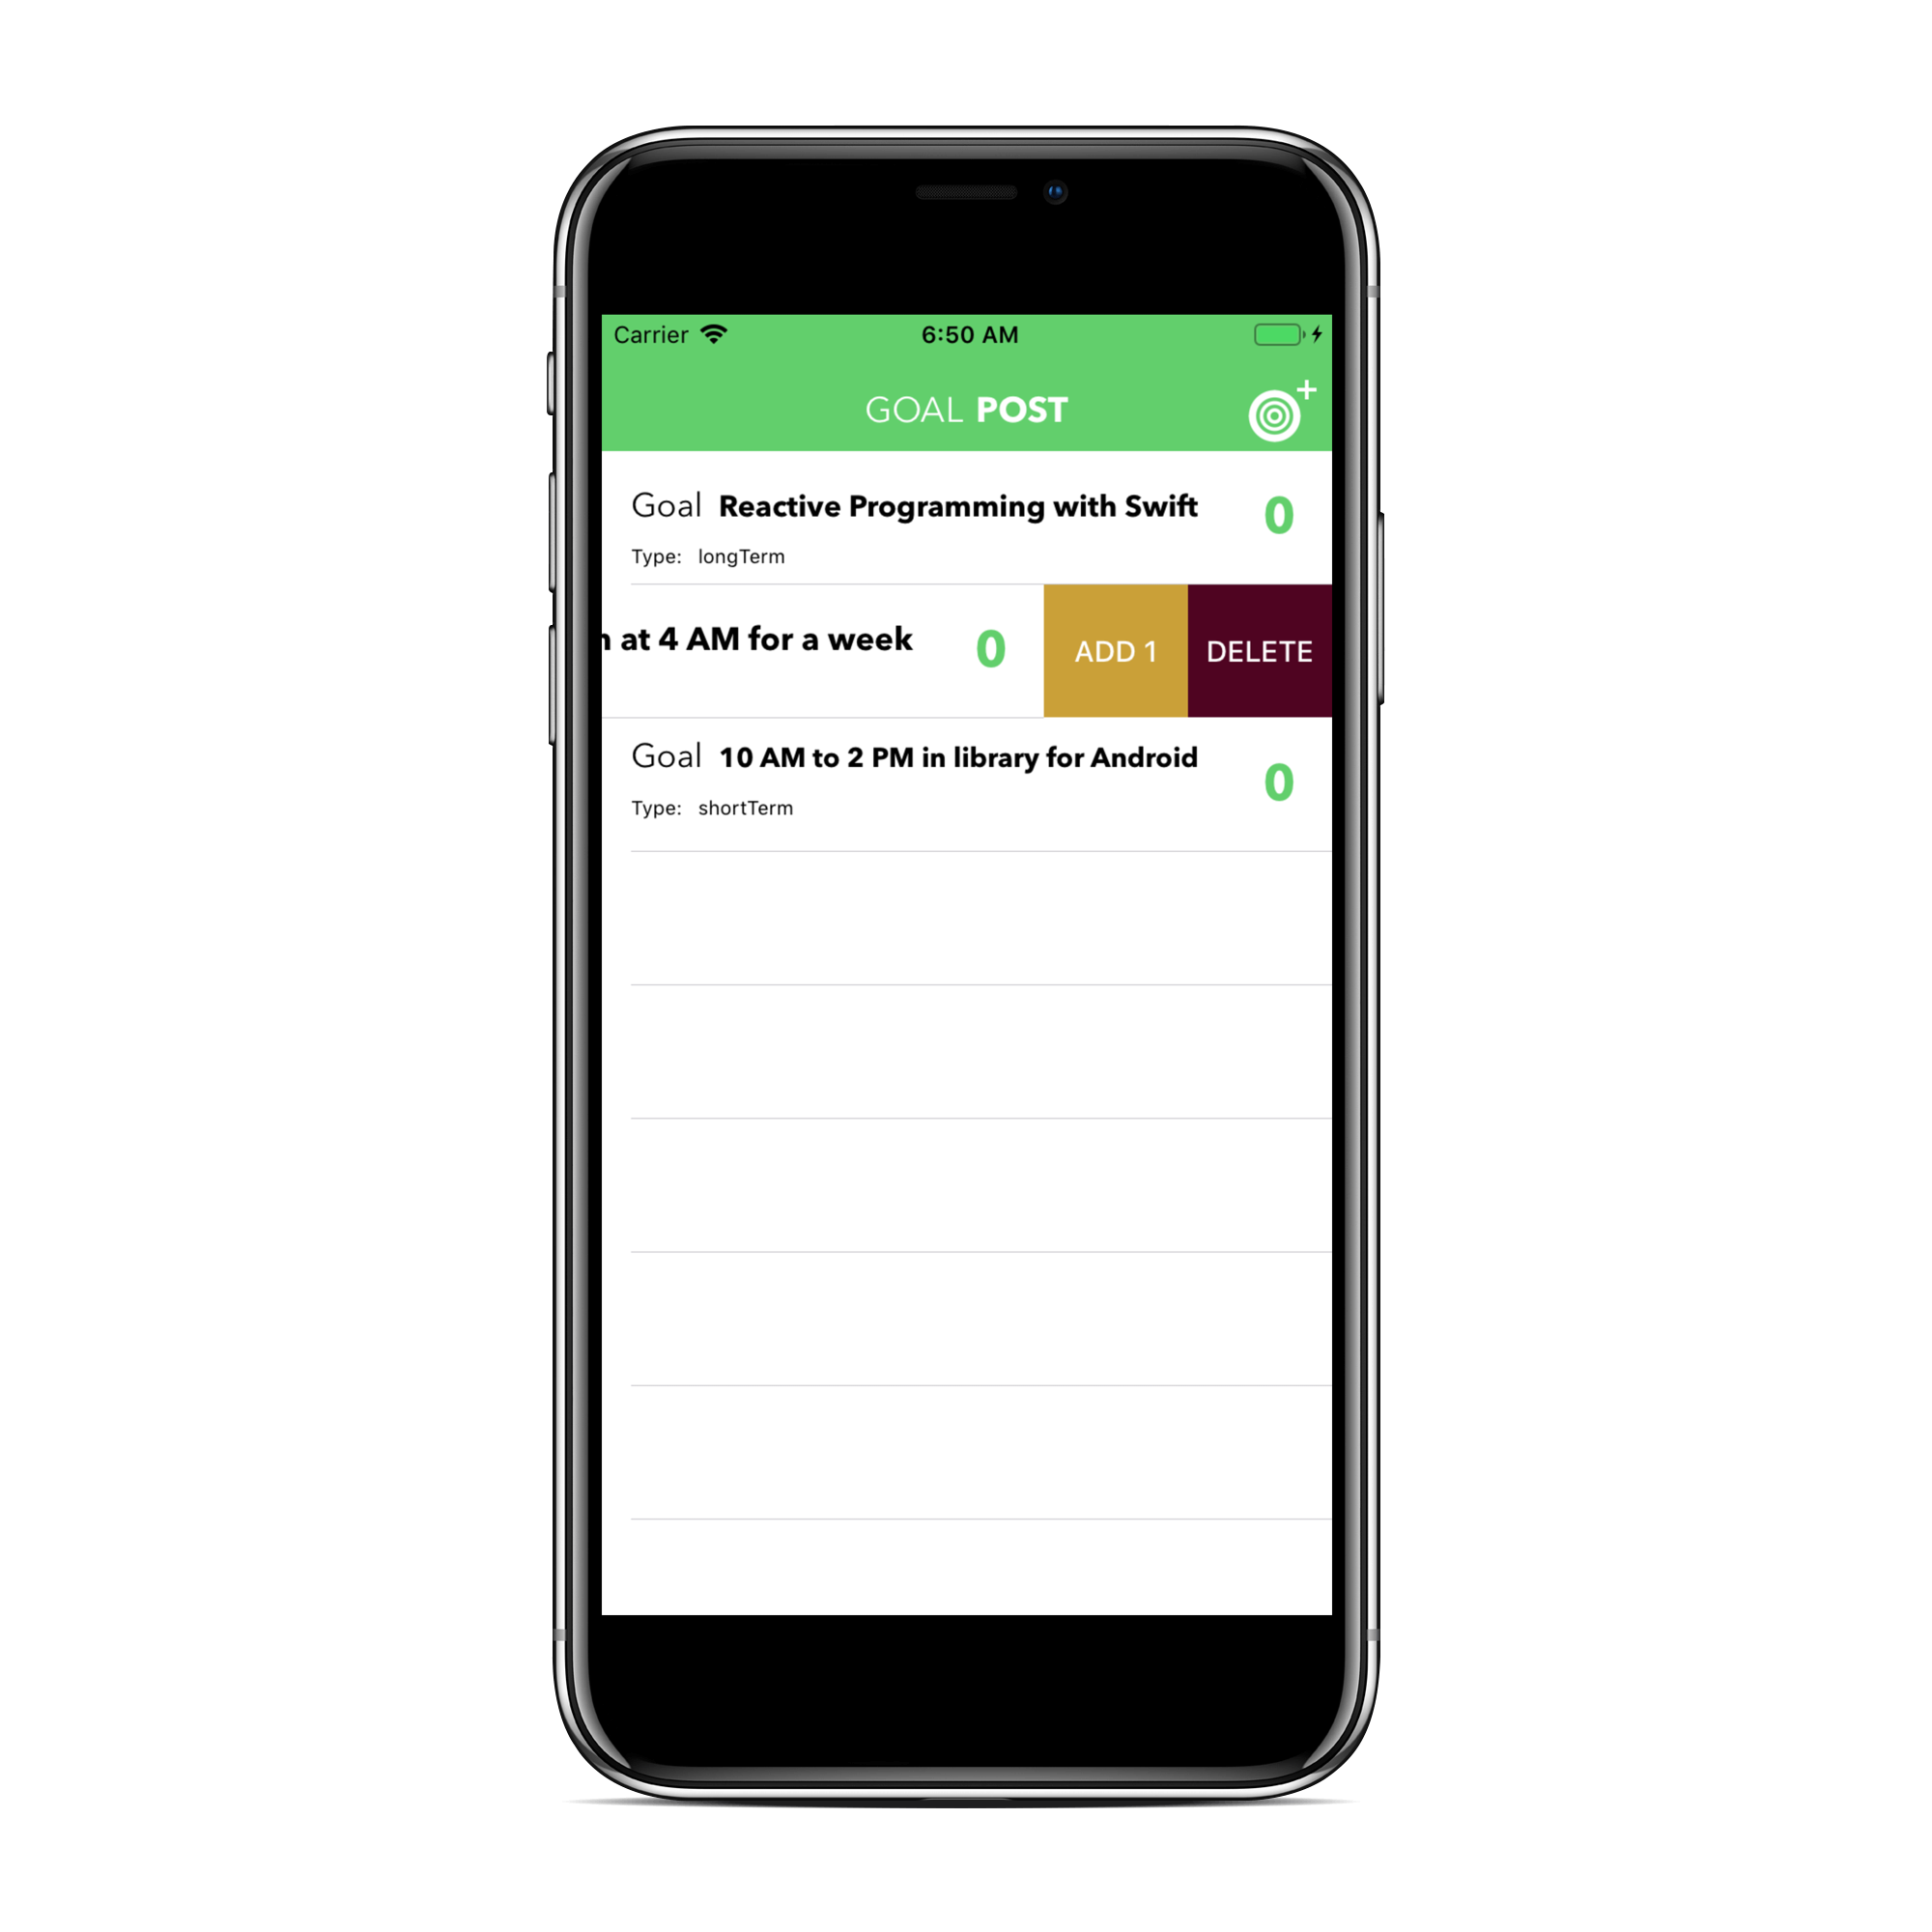 Carrier 6:50 AM
GOAL POST
Goal Reactive Programming with Swift 0
Type: longTerm
at 4 AM for a week 0 ADD 1 DELETE
Goal 10 AM to 2 PM in library for Android 0
Type: shortTerm